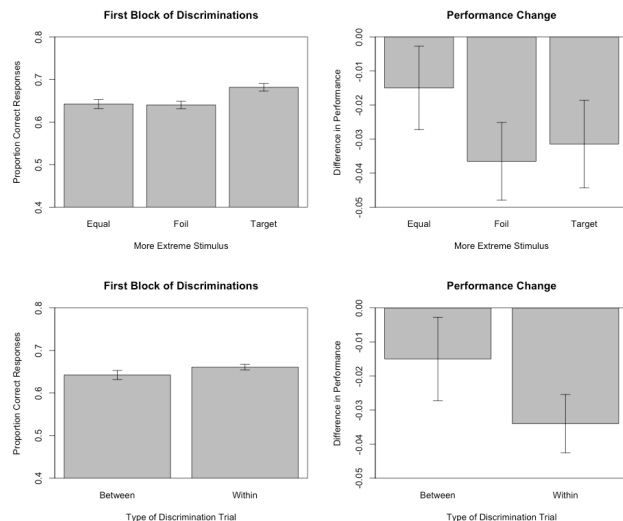 First Block of Discriminations
Proportion Correct Responses
0.4 0.5 0.6 0.7 0.8
Equal Foil Target
More Extreme Stimulus
Performance Change
Difference in Performance
-0.05 -0.04 -0.03 -0.02 -0.01 0.00
Equal Foil Target
More Extreme Stimulus
First Block of Discriminations
Proportion Correct Responses
0.4 0.5 0.6 0.7 0.8
Between Within
Type of Discrimination Trial
Performance Change
Difference in Performance
-0.05 -0.04 -0.03 -0.02 -0.01 0.00
Between Within
Type of Discrimination Trial